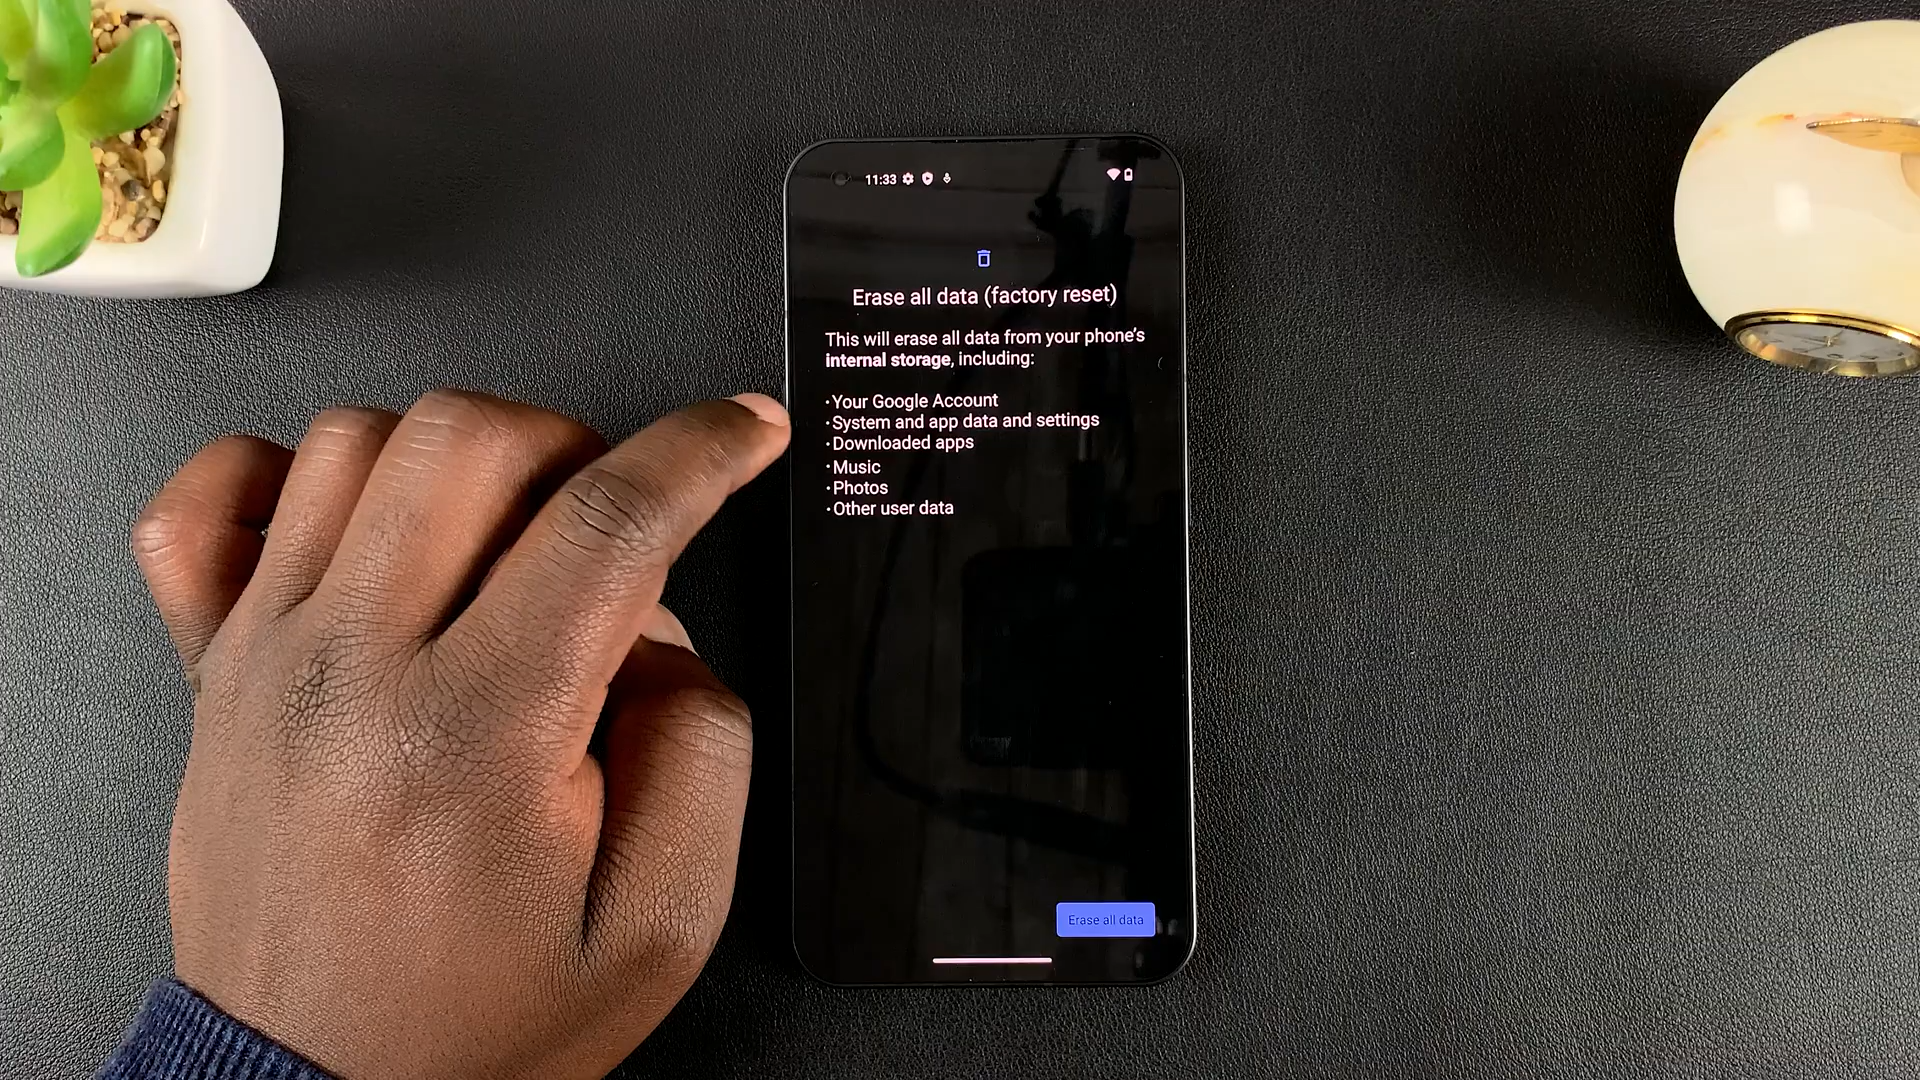 11:33
Erase all data (factory reset)
This will erase all data from your phone's
internal storage, including:
•Your Google Account
•System and app data and settings
•Downloaded apps
•Music
•Photos
•Other user data
Erase all data